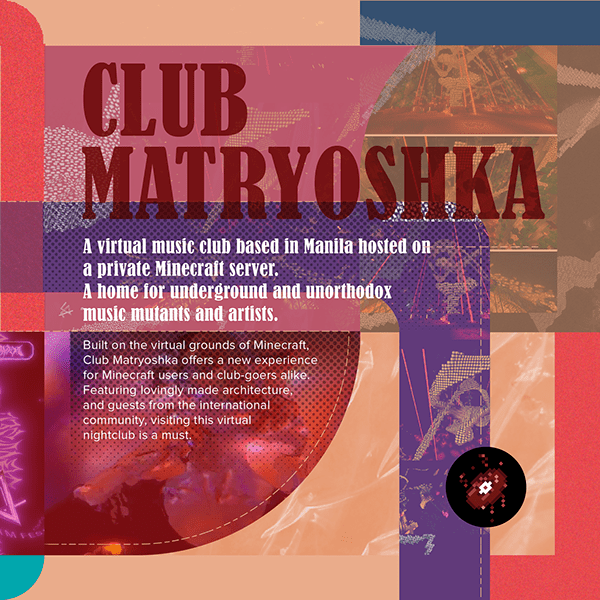 CLUB
MATRYOSHKA
A virtual music club based in Manila hosted on
a private Minecraft server.
A home for underground and unorthodox
music mutants and artists.
Built on the virtual grounds of Minecraft,
Club Matryoshka offers a new experience
for Minecraft users and club-goers alike.
Featuring lovingly made architecture,
and guests from the international
community, visiting this virtual
nightclub is a must.